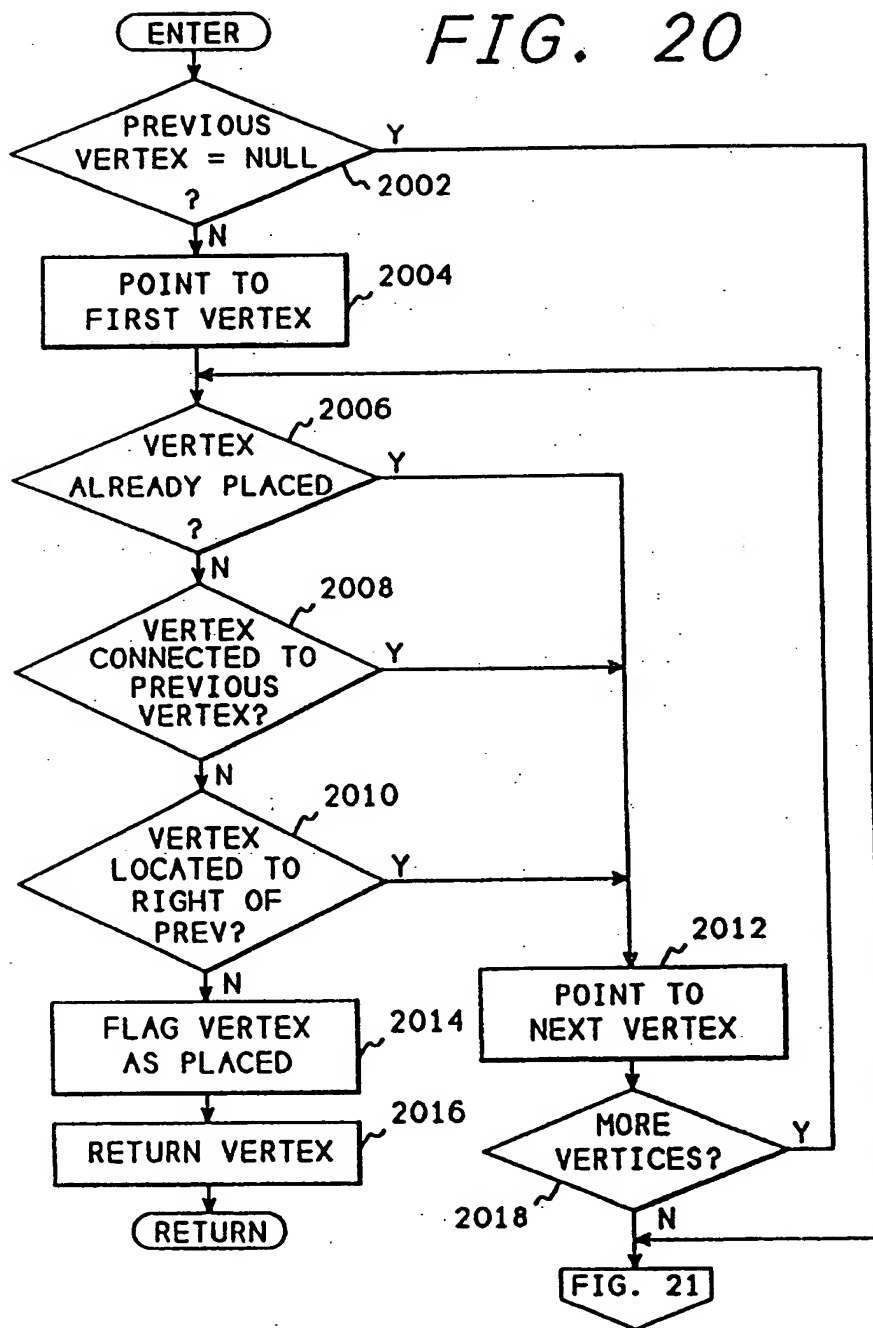 FIG. 20
ENTER
PREVIOUS
VERTEX = NULL
?
Y
2002
N
POINT TO
FIRST VERTEX
2004
2006
VERTEX
ALREADY PLACED
?
Y
N
2008
VERTEX
CONNECTED TO
PREVIOUS
VERTEX?
Y
N
2010
VERTEX
LOCATED TO
RIGHT OF
PREV?
Y
N
2012
POINT TO
NEXT VERTEX
FLAG VERTEX
AS PLACED
2014
RETURN VERTEX
2016
MORE
VERTICES?
Y
2018
N
RETURN
FIG. 21